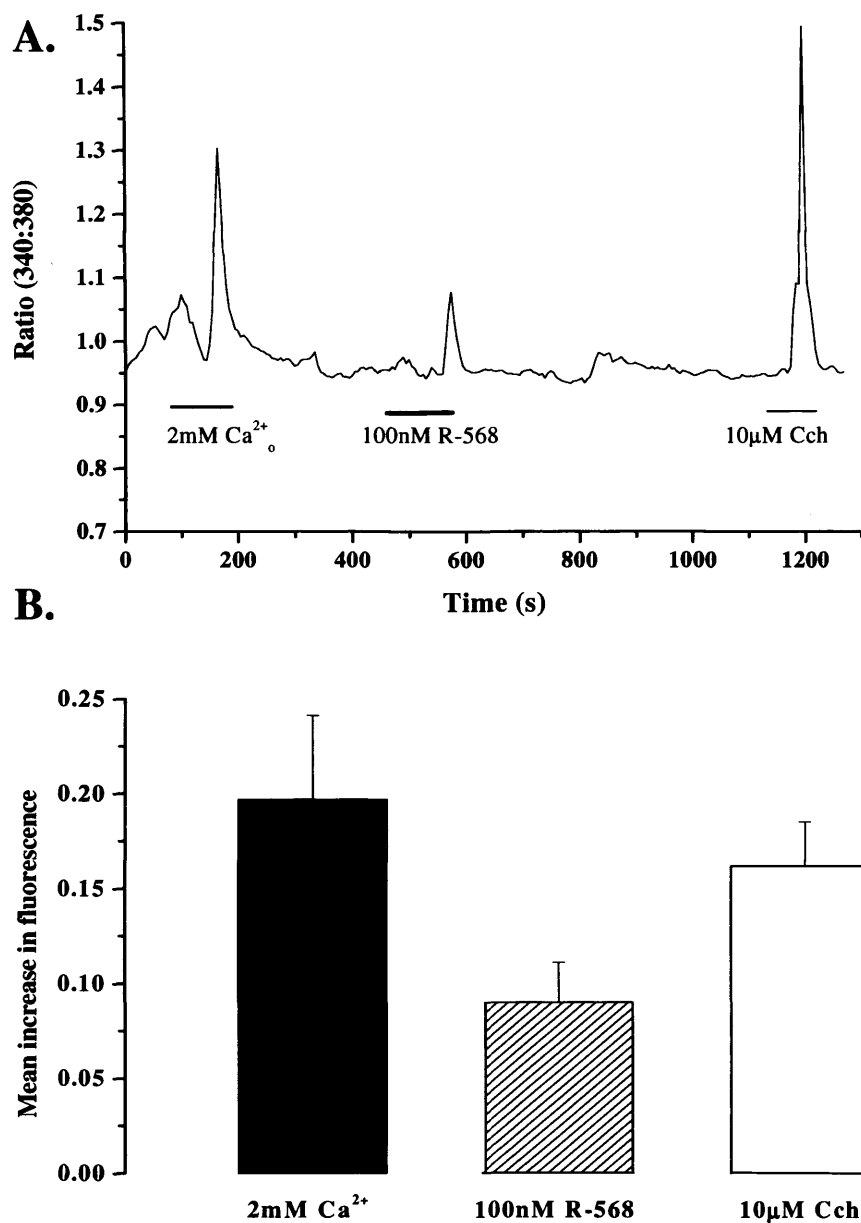 A.
1.5
1.4
1.3
1.2
1.1
1.0
0.9
0.8
0.7
Ratio (340:380)
2mM Ca²⁺ₒ
100nM R-568
10µM Cch
0 200 400 600 800 1000 1200
Time (s)
B.
0.25
0.20
0.15
0.10
0.05
0.00
Mean increase in fluorescence
2mM Ca²⁺ 100nM R-568 10µM Cch